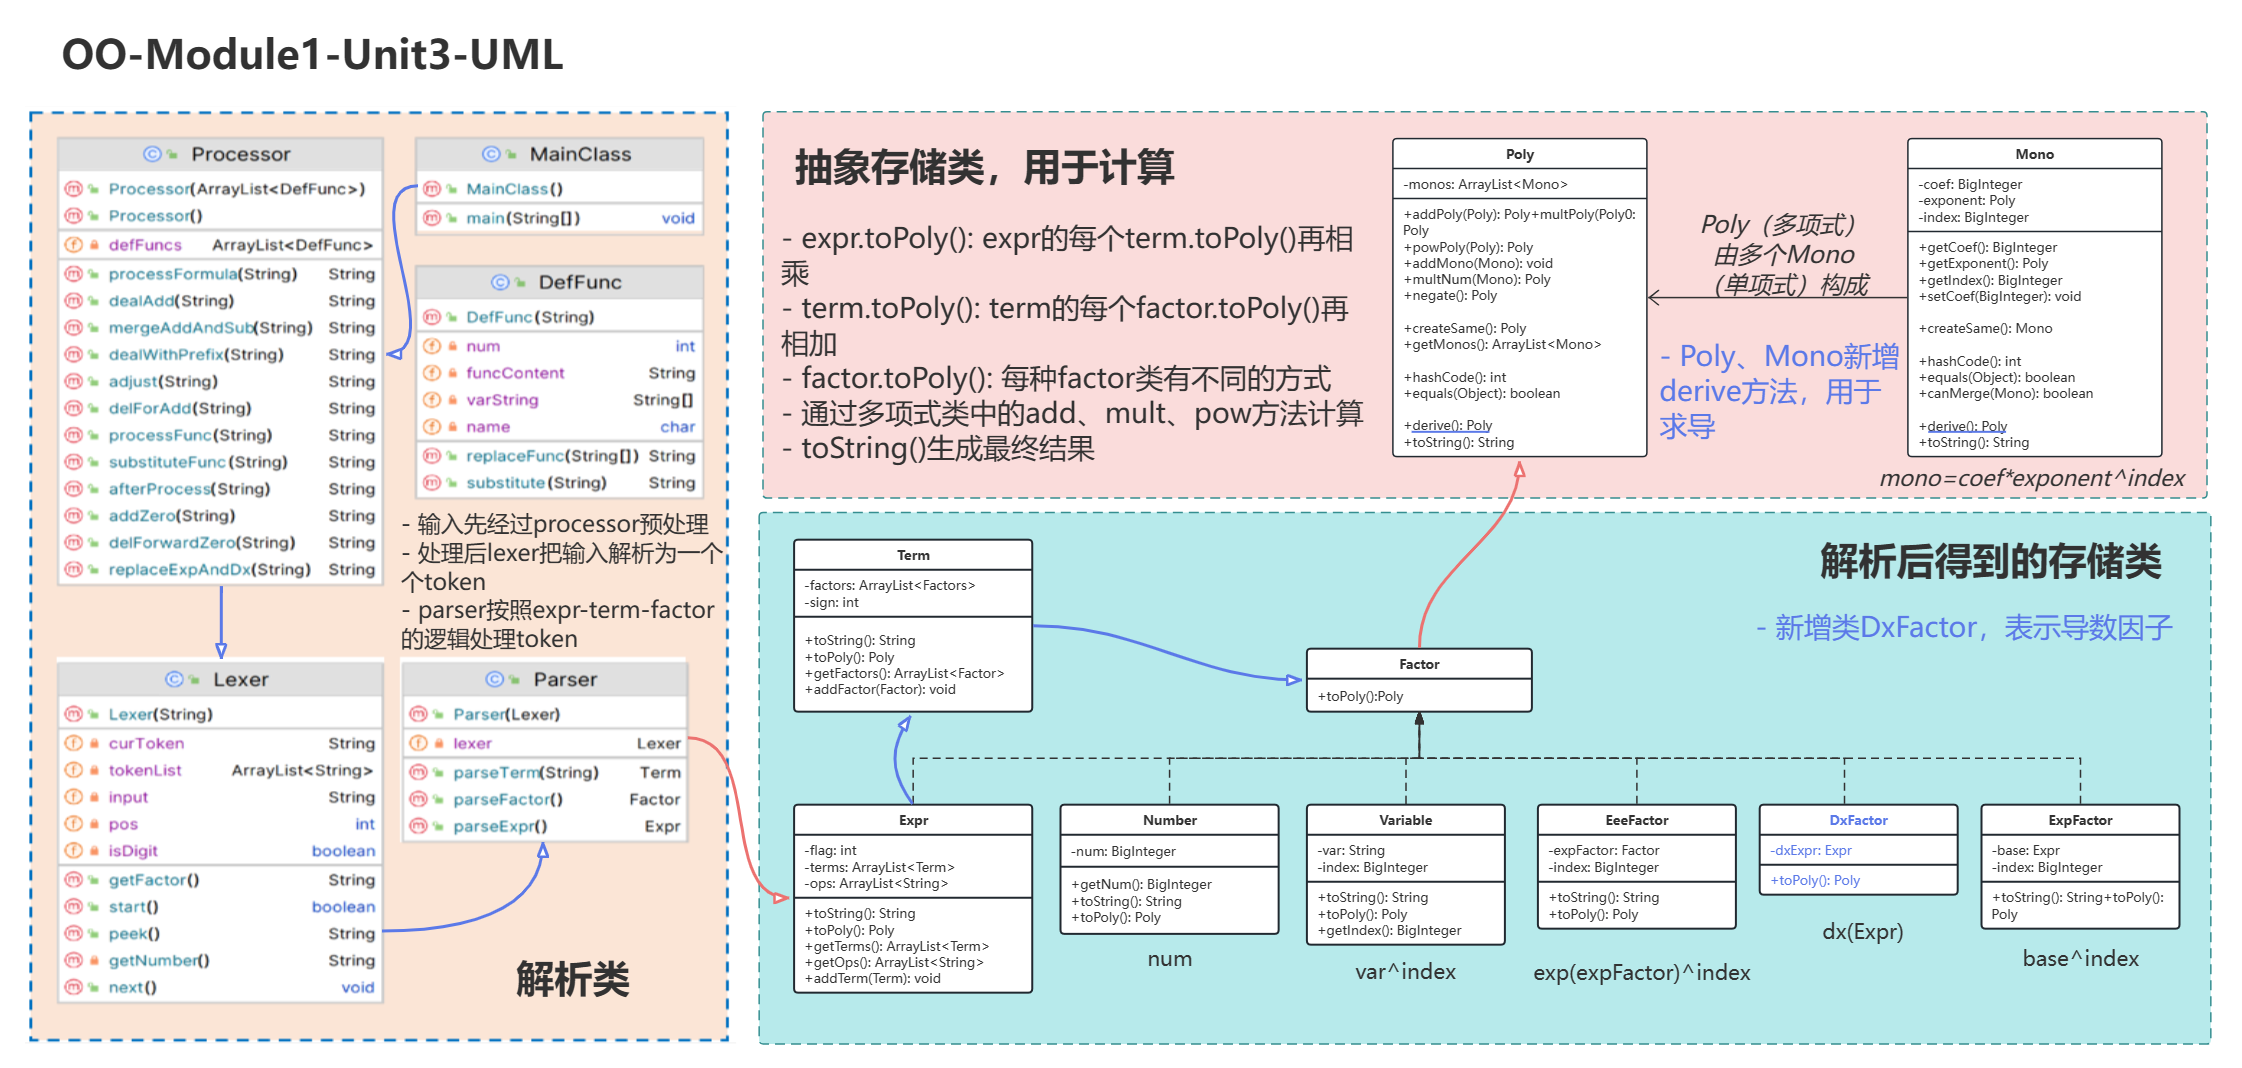 OO-Module1-Unit3-UML
Processor
Processor(ArrayList<DefFunc>)
Processor()
defFuncs ArrayList<DefFunc>
processFormula(String) String
dealAdd(String) String
mergeAddAndSub(String) String
dealWithPrefix(String) String
adjust(String) String
delForAdd(String) String
processFunc(String) String
substituteFunc(String) String
afterProcess(String) String
addZero(String) String
delForwardZero(String) String
replaceExpAndDx(String) String
MainClass
MainClass()
main(String[]) void
DefFunc
DefFunc(String)
num int
funcContent String
varString String[]
name char
replaceFunc(String[]) String
substitute(String) String
- 输入先经过processor预处理
- 处理后lexer把输入解析为一个
个token
- parser按照expr-term-factor
的逻辑处理token
Lexer
Lexer(String)
curToken String
tokenList ArrayList<String>
input String
pos int
isDigit boolean
getFactor() String
start() boolean
peek() String
getNumber() String
next() void
Parser
Parser(Lexer)
lexer Lexer
parseTerm(String) Term
parseFactor() Factor
parseExpr() Expr
解析类
抽象存储类，用于计算
- expr.toPoly(): expr的每个term.toPoly()再相
乘
- term.toPoly(): term的每个factor.toPoly()再
相加
- factor.toPoly(): 每种factor类有不同的方式
- 通过多项式类中的add、mult、pow方法计算
- toString()生成最终结果
Poly
-monos: ArrayList<Mono>
+addPoly(Poly): Poly+multPoly(Poly0:
Poly
+powPoly(Poly): Poly
+addMono(Mono): void
+multNum(Mono): Poly
+negate(): Poly
+createSame(): Poly
+getMonos(): ArrayList<Mono>
+hashCode(): int
+equals(Object): boolean
+derive(): Poly
+toString(): String
Poly（多项式）
由多个Mono
（单项式）构成
- Poly、Mono新增
derive方法，用于
求导
Mono
-coef: BigInteger
-exponent: Poly
-index: BigInteger
+getCoef(): BigInteger
+getExponent(): Poly
+getIndex(): BigInteger
+setCoef(BigInteger): void
+createSame(): Mono
+hashCode(): int
+equals(Object): boolean
+canMerge(Mono): boolean
+derive(): Poly
+toString(): String
mono=coef*exponent^index
解析后得到的存储类
- 新增类DxFactor，表示导数因子
Term
-factors: ArrayList<Factors>
-sign: int
+toString(): String
+toPoly(): Poly
+getFactors(): ArrayList<Factor>
+addFactor(Factor): void
Factor
+toPoly():Poly
Expr
-flag: int
-terms: ArrayList<Term>
-ops: ArrayList<String>
+toString(): String
+toPoly(): Poly
+getTerms(): ArrayList<Term>
+getOps(): ArrayList<String>
+addTerm(Term): void
Number
-num: BigInteger
+getNum(): BigInteger
+toString(): String
+toPoly(): Poly
num
Variable
-var: String
-index: BigInteger
+toString(): String
+toPoly(): Poly
+getIndex(): BigInteger
var^index
EeeFactor
-expFactor: Factor
-index: BigInteger
+toString(): String
+toPoly(): Poly
exp(expFactor)^index
DxFactor
-dxExpr: Expr
+toPoly(): Poly
dx(Expr)
ExpFactor
-base: Expr
-index: BigInteger
+toString(): String+toPoly():
Poly
base^index